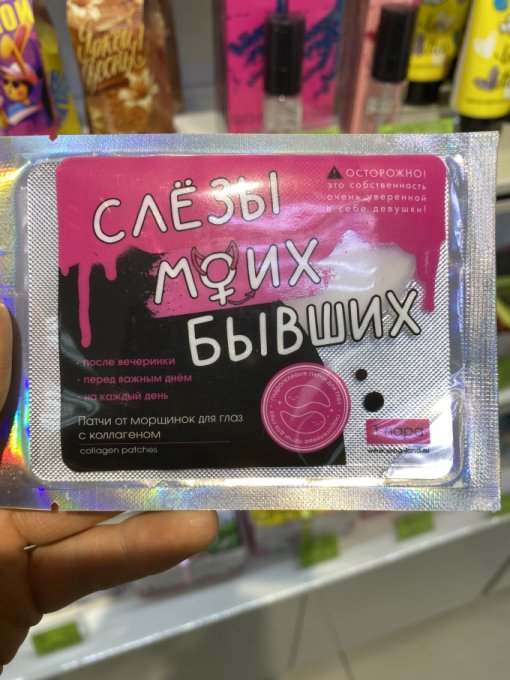 СЛЁЗЫ
МОИХ
БЫВШИХ
ОСТОРОЖНО!
это собственность
очень уверенной
в себе девушки!
· после вечеринки
· перед важным днём
· на каждый день
Патчи от морщинок для глаз
с коллагеном
collagen patches
1 пара